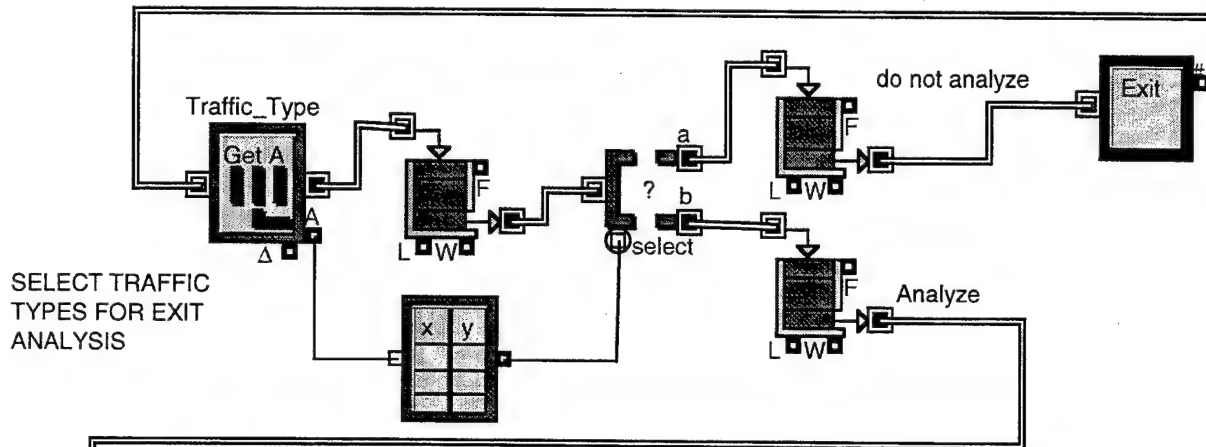 Traffic_Type
Get A
A
Δ
F
L W
x y
a
?
b
select
F
L W
do not analyze
Exit
#
F
L W
Analyze
SELECT TRAFFIC
TYPES FOR EXIT
ANALYSIS